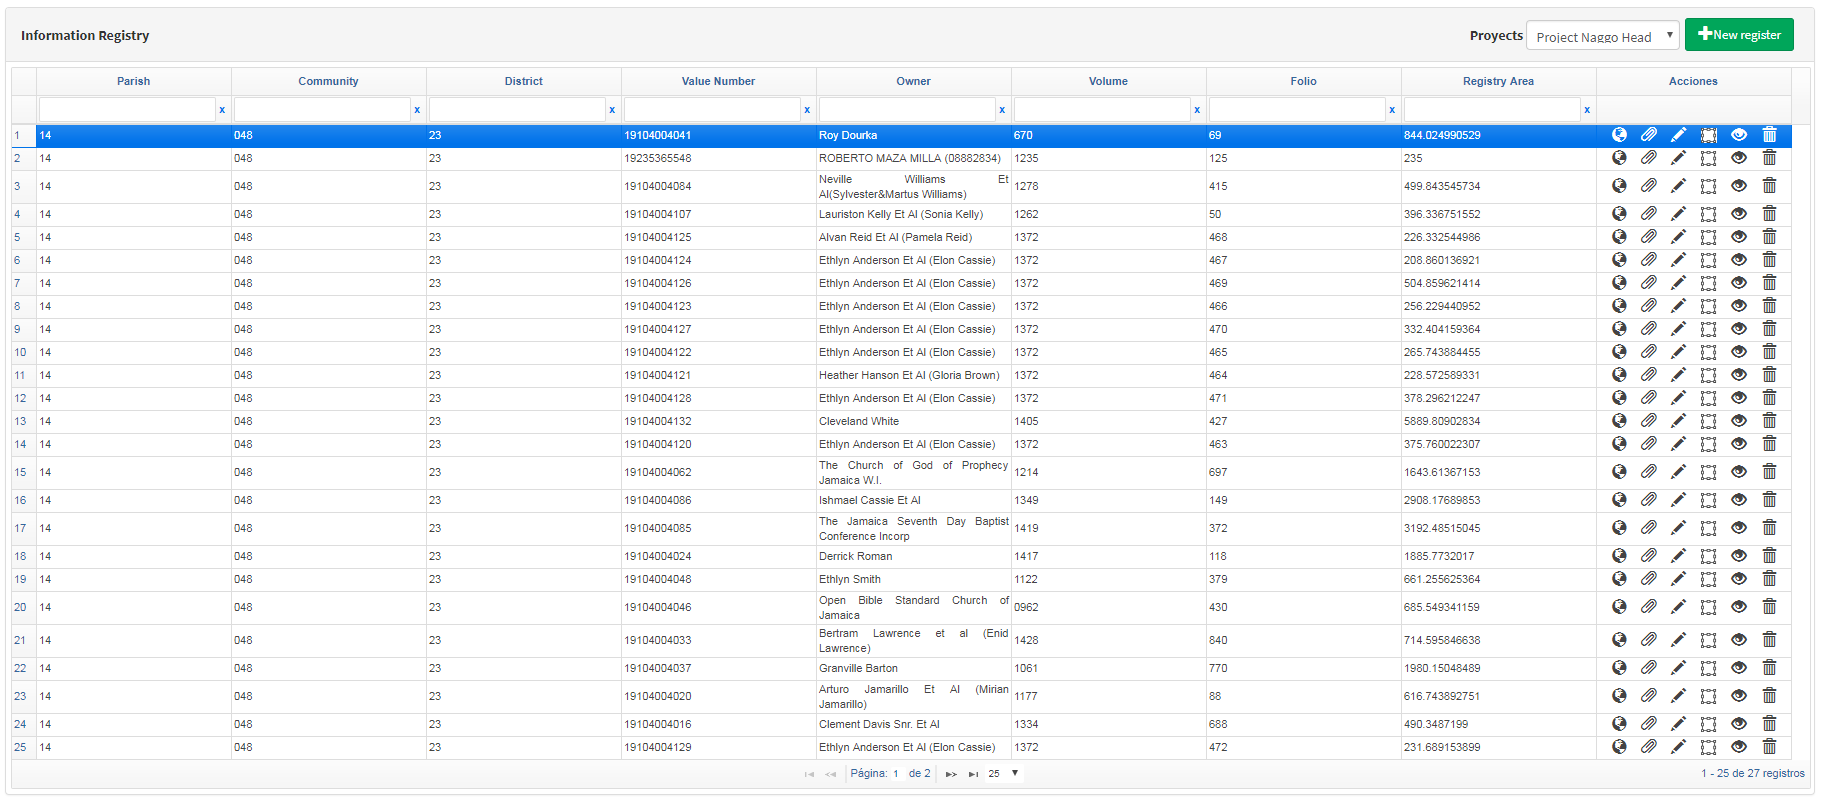 Information Registry Proyects Project Naggo Head New register
Parish Community District Value Number Owner Volume Folio Registry Area Acciones
x x x x x x x x
1 14 048 23 19104004041 Roy Dourka 670 69 844.024990529
2 14 048 23 19235365548 ROBERTO MAZA MILLA (08882834) 1235 125 235
3 14 048 23 19104004084 Neville Williams Et Al(Sylvester&Martus Williams) 1278 415 499.843545734
4 14 048 23 19104004107 Lauriston Kelly Et Al (Sonia Kelly) 1262 50 396.336751552
5 14 048 23 19104004125 Alvan Reid Et Al (Pamela Reid) 1372 468 226.332544986
6 14 048 23 19104004124 Ethlyn Anderson Et Al (Elon Cassie) 1372 467 208.860136921
7 14 048 23 19104004126 Ethlyn Anderson Et Al (Elon Cassie) 1372 469 504.859621414
8 14 048 23 19104004123 Ethlyn Anderson Et Al (Elon Cassie) 1372 466 256.229440952
9 14 048 23 19104004127 Ethlyn Anderson Et Al (Elon Cassie) 1372 470 332.404159364
10 14 048 23 19104004122 Ethlyn Anderson Et Al (Elon Cassie) 1372 465 265.743884455
11 14 048 23 19104004121 Heather Hanson Et Al (Gloria Brown) 1372 464 228.572589331
12 14 048 23 19104004128 Ethlyn Anderson Et Al (Elon Cassie) 1372 471 378.296212247
13 14 048 23 19104004132 Cleveland White 1405 427 5889.80902834
14 14 048 23 19104004120 Ethlyn Anderson Et Al (Elon Cassie) 1372 463 375.760022307
15 14 048 23 19104004062 The Church of God of Prophecy Jamaica W.I. 1214 697 1643.61367153
16 14 048 23 19104004086 Ishmael Cassie Et Al 1349 149 2908.17689853
17 14 048 23 19104004085 The Jamaica Seventh Day Baptist Conference Incorp 1419 372 3192.48515045
18 14 048 23 19104004024 Derrick Roman 1417 118 1885.7732017
19 14 048 23 19104004048 Ethlyn Smith 1122 379 661.255625364
20 14 048 23 19104004046 Open Bible Standard Church of Jamaica 0962 430 685.549341159
21 14 048 23 19104004033 Bertram Lawrence et al (Enid Lawrence) 1428 840 714.595846638
22 14 048 23 19104004037 Granville Barton 1061 770 1980.15048489
23 14 048 23 19104004020 Arturo Jamarillo Et Al (Mirian Jamarillo) 1177 88 616.743892751
24 14 048 23 19104004016 Clement Davis Snr. Et Al 1334 688 490.3487199
25 14 048 23 19104004129 Ethlyn Anderson Et Al (Elon Cassie) 1372 472 231.689153899
Página: 1 de 2 25 1 - 25 de 27 registros